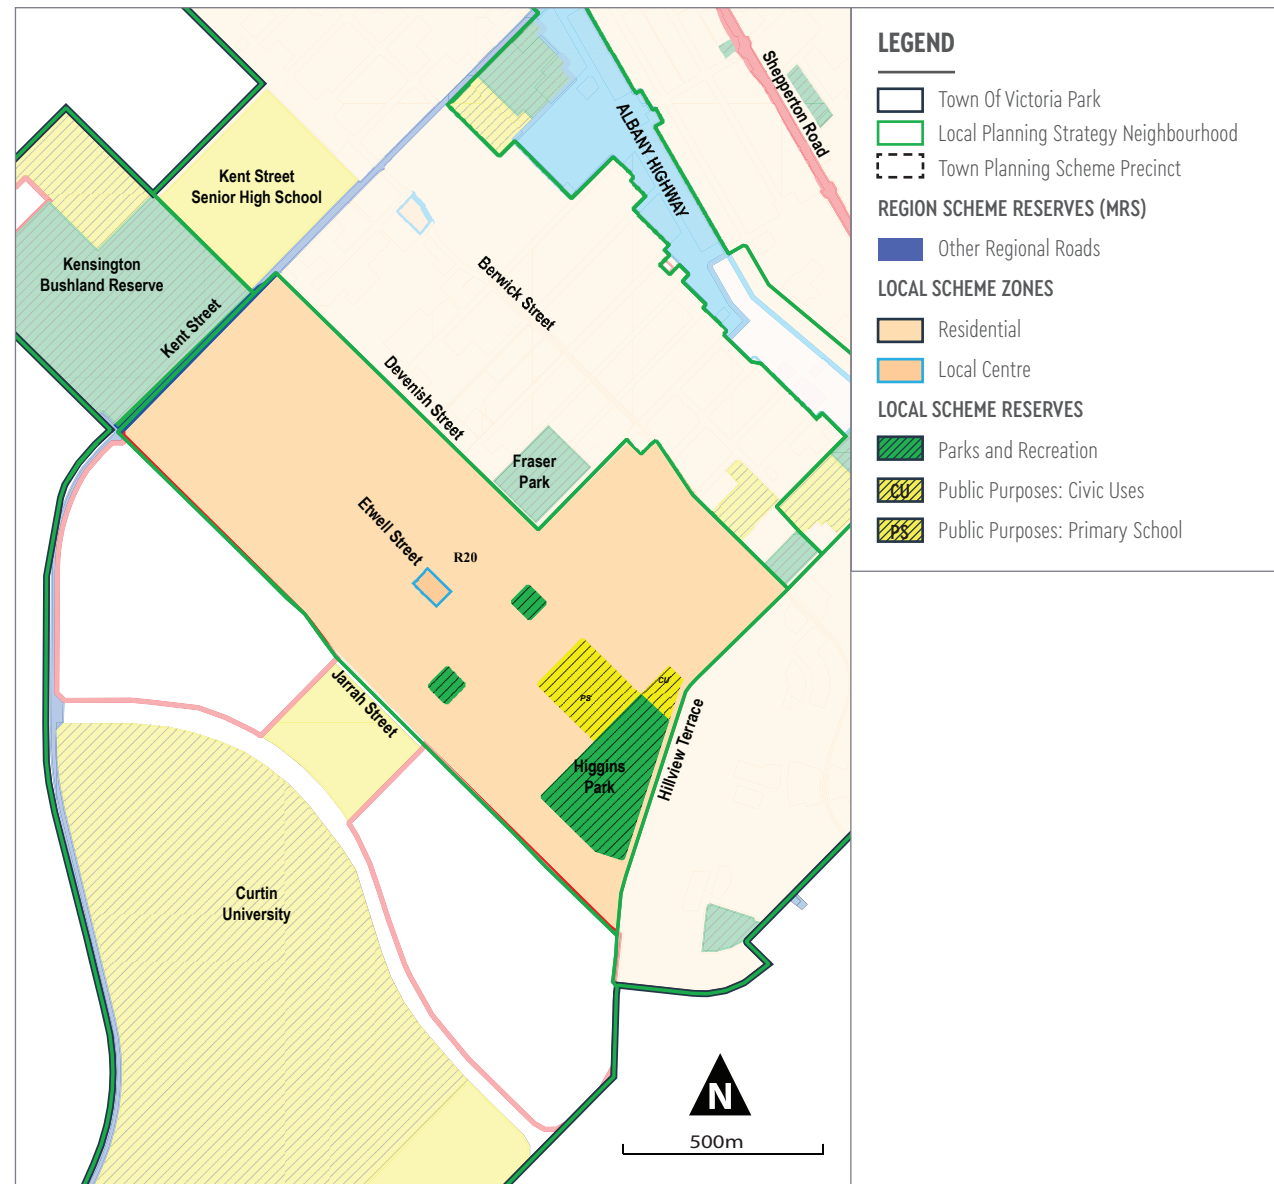 Shepperton Road
ALBANY HIGHWAY
Kent Street
Senior High School
Kensington
Bushland Reserve
Kent Street
Berwick Street
Devenish Street
Fraser
Park
Etwell Street
R20
PS
CU
Jarrah Street
Higgins
Park
Hillview Terrace
Curtin
University
N
500m
LEGEND
Town Of Victoria Park
Local Planning Strategy Neighbourhood
Town Planning Scheme Precinct
REGION SCHEME RESERVES (MRS)
Other Regional Roads
LOCAL SCHEME ZONES
Residential
Local Centre
LOCAL SCHEME RESERVES
Parks and Recreation
CU Public Purposes: Civic Uses
PS Public Purposes: Primary School